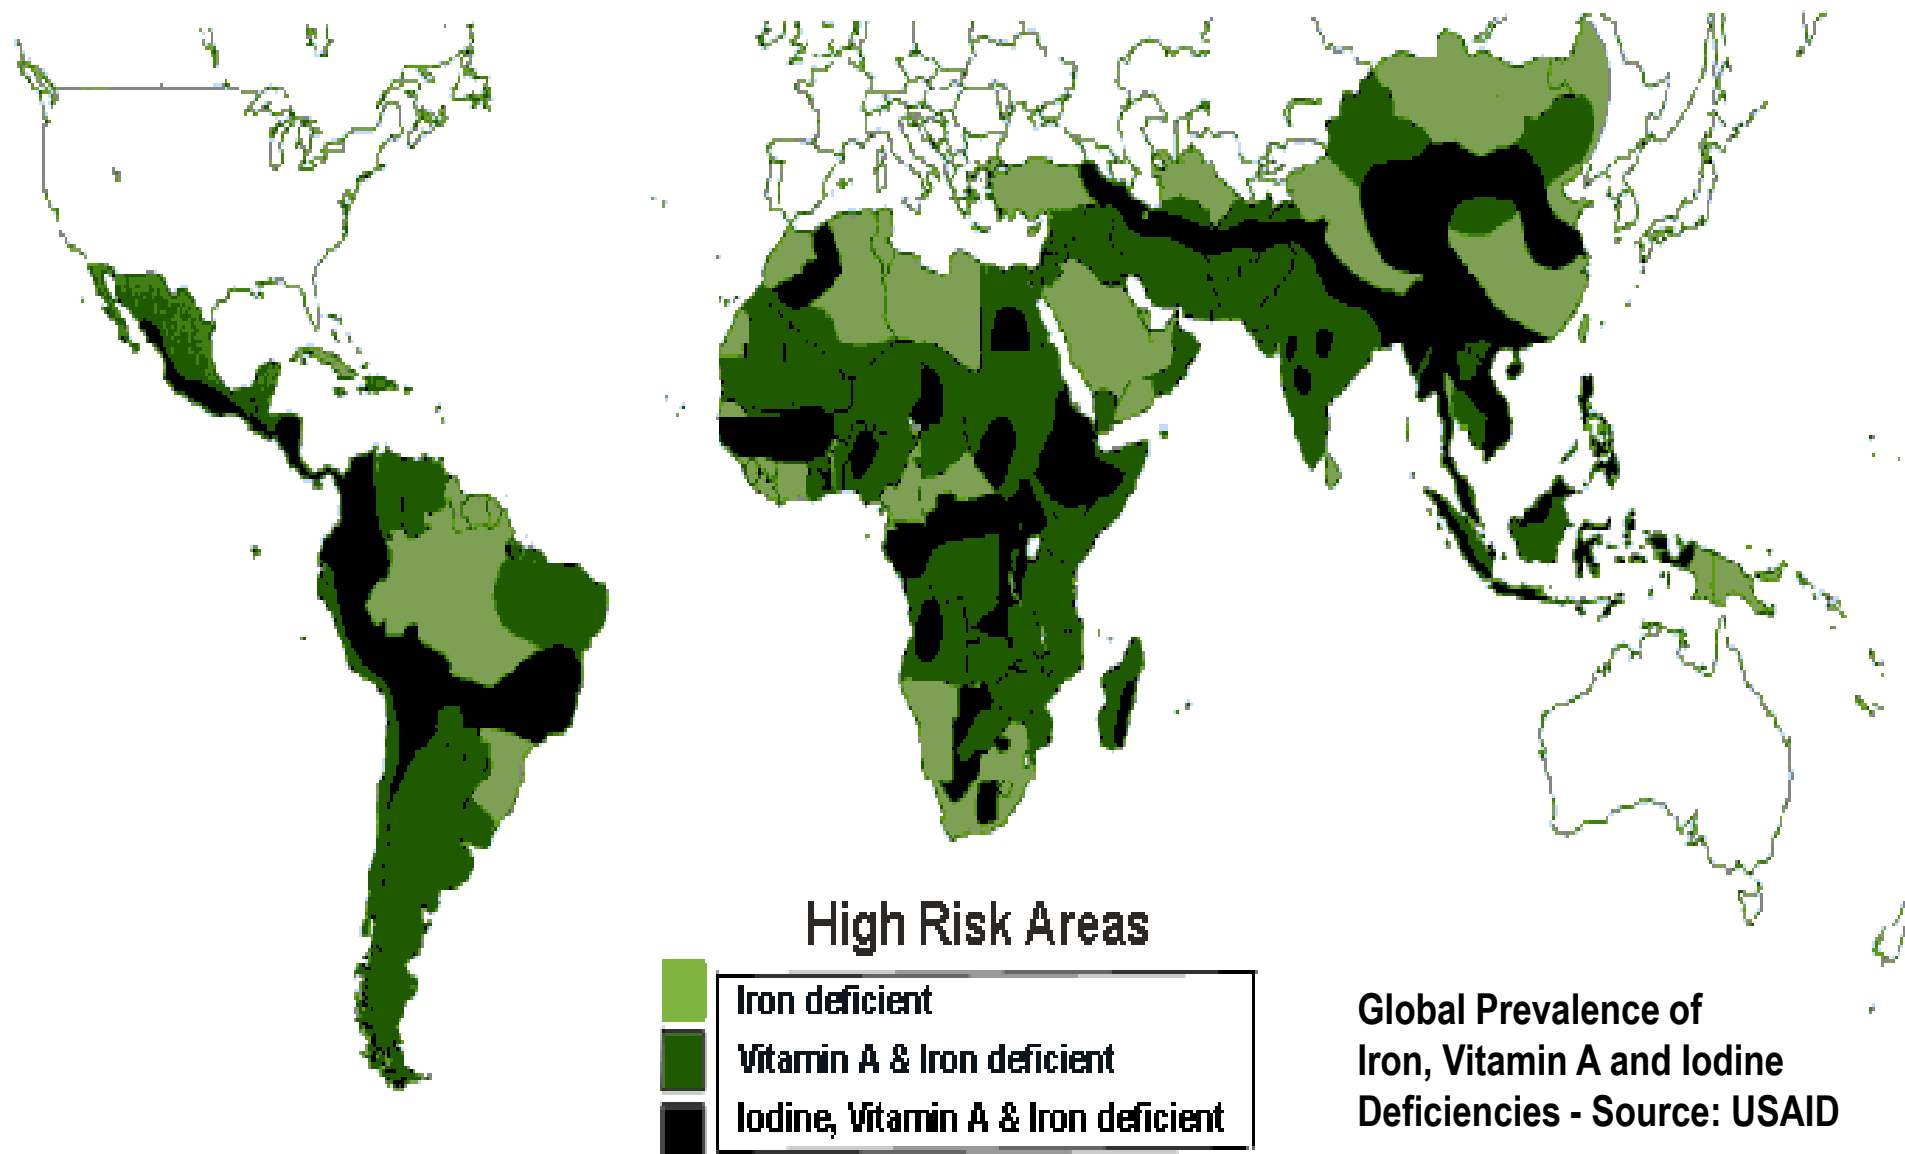 High Risk Areas
Iron deficient
Vitamin A & Iron deficient
Iodine, Vitamin A & Iron deficient
Global Prevalence of
Iron, Vitamin A and Iodine
Deficiencies - Source: USAID